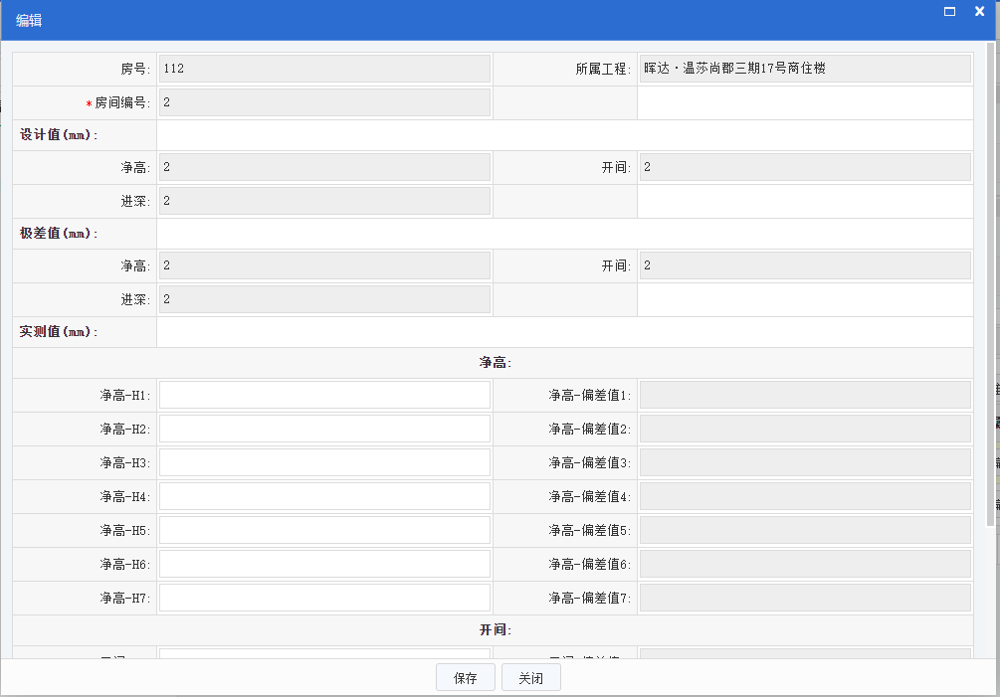 编辑
房号: 112 所属工程: 晖达·温莎尚郡三期17号商住楼
*房间编号: 2
设计值(mm):
净高: 2 开间: 2
进深: 2
极差值(mm):
净高: 2 开间: 2
进深: 2
实测值(mm):
净高:
净高-H1: 净高-偏差值1:
净高-H2: 净高-偏差值2:
净高-H3: 净高-偏差值3:
净高-H4: 净高-偏差值4:
净高-H5: 净高-偏差值5:
净高-H6: 净高-偏差值6:
净高-H7: 净高-偏差值7:
开间:
保存 关闭